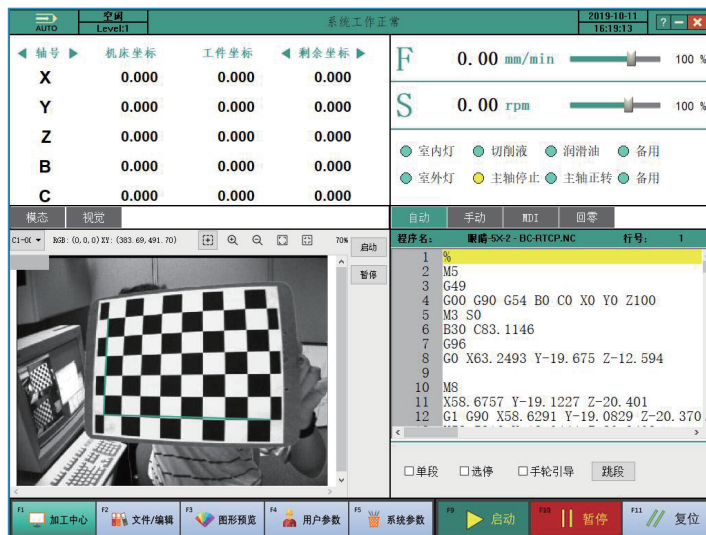 AUTO 空闲 Level:1 系统工作正常 2019-10-11 16:19:13 ? − ×
◀ 轴号 ▶ 机床坐标 工件坐标 ◀ 剩余坐标 ▶
X 0.000 0.000 0.000
Y 0.000 0.000 0.000
Z 0.000 0.000 0.000
B 0.000 0.000 0.000
C 0.000 0.000 0.000
F 0.00 mm/min 100 %
S 0.00 rpm 100 %
室内灯 切削液 润滑油 备用
室外灯 主轴停止 主轴正转 备用
模态 视觉
RGB: (0,0,0) XY: (383.69,491.70) 70%
启动
暂停
自动 手动 MDI 回零
程序名: 眼睛-5X-2 - BC-RTCP.NC 行号: 1
1 %
2 M5
3 G49
4 G00 G90 G54 B0 C0 X0 Y0 Z100
5 M3 S0
6 B30 C83.1146
7 G96
8 G0 X63.2493 Y-19.675 Z-12.594
9
10 M8
11 X58.6757 Y-19.1227 Z-20.401
12 G1 G90 X58.6291 Y-19.0829 Z-20.370
单段 选停 手轮引导 跳段
F1 加工中心 F2 文件/编辑 F3 图形预览 F4 用户参数 F5 系统参数 F9 启动 F10 暂停 F11 复位